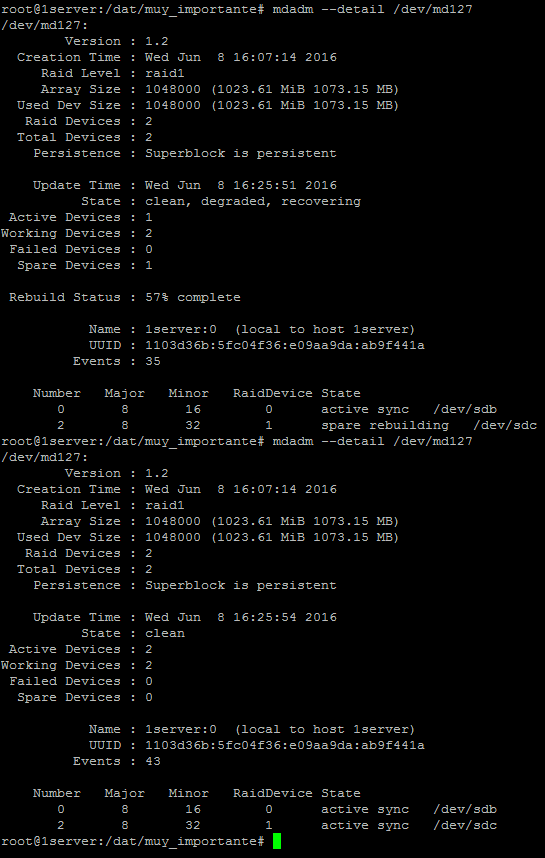 root@1server:/dat/muy_importante# mdadm --detail /dev/md127
/dev/md127:
        Version : 1.2
  Creation Time : Wed Jun  8 16:07:14 2016
     Raid Level : raid1
     Array Size : 1048000 (1023.61 MiB 1073.15 MB)
  Used Dev Size : 1048000 (1023.61 MiB 1073.15 MB)
   Raid Devices : 2
  Total Devices : 2
    Persistence : Superblock is persistent

    Update Time : Wed Jun  8 16:25:51 2016
          State : clean, degraded, recovering
 Active Devices : 1
Working Devices : 2
 Failed Devices : 0
  Spare Devices : 1

 Rebuild Status : 57% complete

           Name : 1server:0  (local to host 1server)
           UUID : 1103d36b:5fc04f36:e09aa9da:ab9f441a
         Events : 35

    Number   Major   Minor   RaidDevice State
       0       8       16        0      active sync   /dev/sdb
       2       8       32        1      spare rebuilding   /dev/sdc
root@1server:/dat/muy_importante# mdadm --detail /dev/md127
/dev/md127:
        Version : 1.2
  Creation Time : Wed Jun  8 16:07:14 2016
     Raid Level : raid1
     Array Size : 1048000 (1023.61 MiB 1073.15 MB)
  Used Dev Size : 1048000 (1023.61 MiB 1073.15 MB)
   Raid Devices : 2
  Total Devices : 2
    Persistence : Superblock is persistent

    Update Time : Wed Jun  8 16:25:54 2016
          State : clean
 Active Devices : 2
Working Devices : 2
 Failed Devices : 0
  Spare Devices : 0

           Name : 1server:0  (local to host 1server)
           UUID : 1103d36b:5fc04f36:e09aa9da:ab9f441a
         Events : 43

    Number   Major   Minor   RaidDevice State
       0       8       16        0      active sync   /dev/sdb
       2       8       32        1      active sync   /dev/sdc
root@1server:/dat/muy_importante#